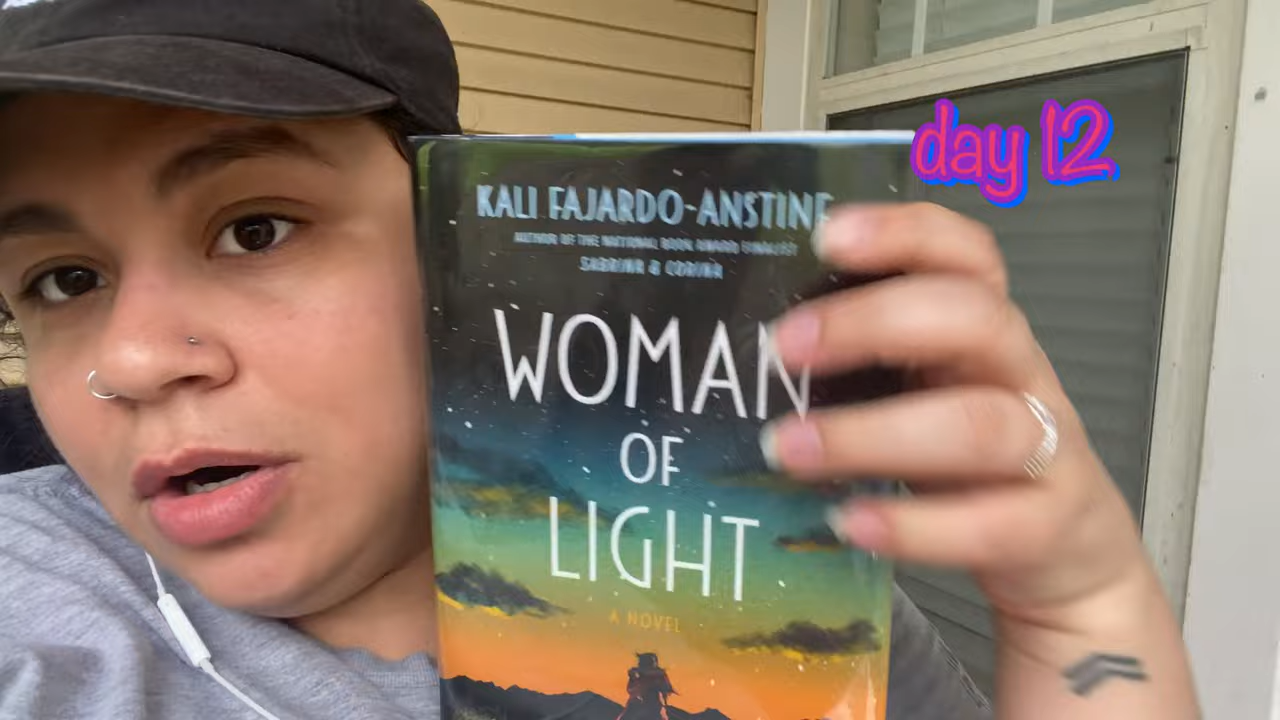 day 12
KALI FAJARDO-ANSTINE
AUTHOR OF THE NATIONAL BOOK AWARD FINALIST
SABRINA & CORINA
WOMAN
OF
LIGHT
A NOVEL